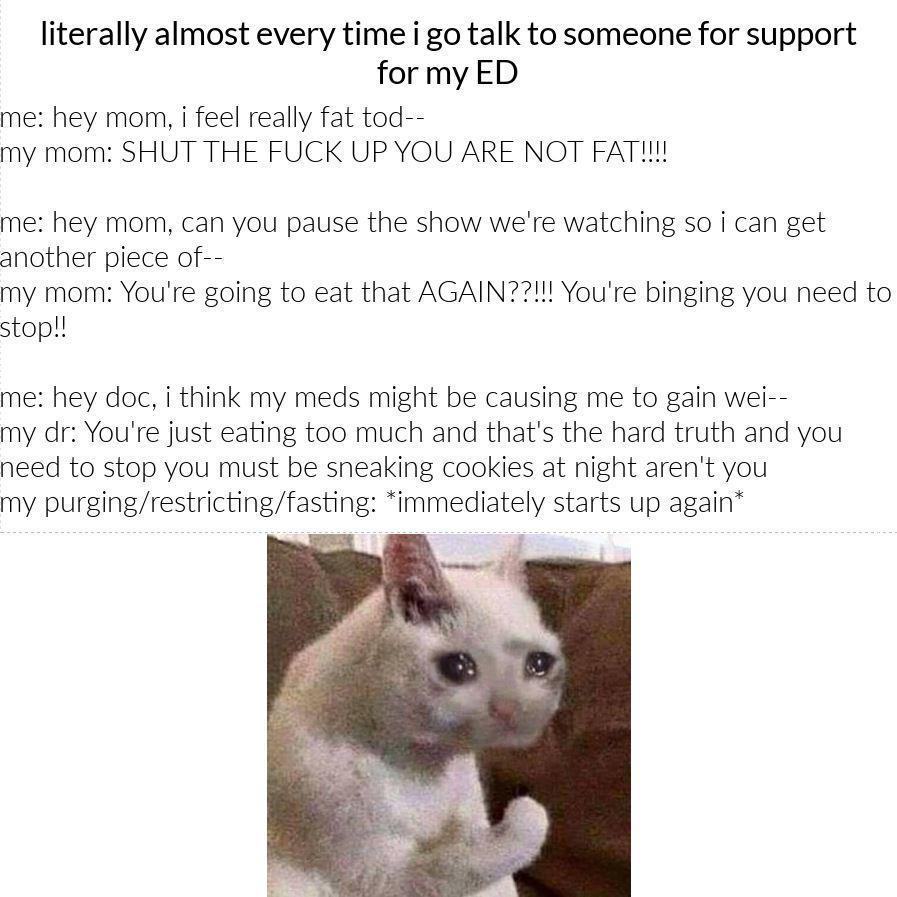 literally almost every time i go talk to someone for support
for my ED
me: hey mom, i feel really fat tod--
my mom: SHUT THE FUCK UP YOU ARE NOT FAT!!!!
me: hey mom, can you pause the show we're watching so i can get
another piece of--
my mom: You're going to eat that AGAIN??!!! You're binging you need to
stop!!
me: hey doc, i think my meds might be causing me to gain wei--
my dr: You're just eating too much and that's the hard truth and you
need to stop you must be sneaking cookies at night aren't you
my purging/restricting/fasting: *immediately starts up again*